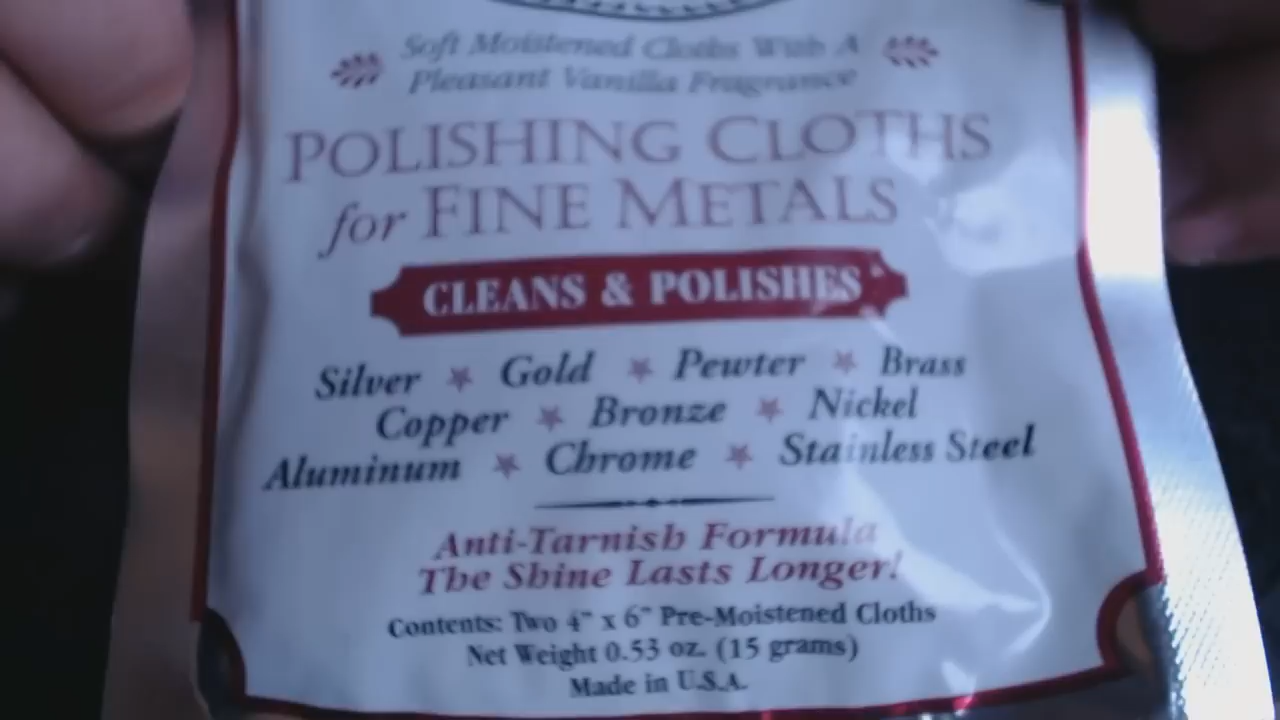 Soft Moistened Cloths With A
Pleasant Vanilla Fragrance
POLISHING CLOTHS
for FINE METALS
CLEANS & POLISHES*
Silver ★ Gold ★ Pewter ★ Brass
Copper ★ Bronze ★ Nickel
Aluminum ★ Chrome ★ Stainless Steel
Anti-Tarnish Formula
The Shine Lasts Longer!
Contents: Two 4" x 6" Pre-Moistened Cloths
Net Weight 0.53 oz. (15 grams)
Made in U.S.A.